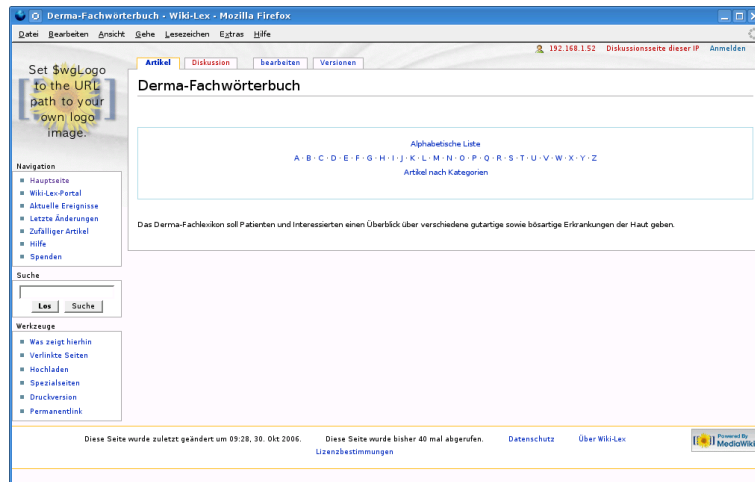 Derma-Fachwörterbuch - Wiki-Lex - Mozilla Firefox
Datei Bearbeiten Ansicht Gehe Lesezeichen Extras Hilfe
192.168.1.52 Diskussionsseite dieser IP Anmelden
Set $wgLogo
to the URL
path to your
own logo
image.
Artikel Diskussion bearbeiten Versionen
Derma-Fachwörterbuch
Alphabetische Liste
A · B · C · D · E · F · G · H · I · J · K · L · M · N · O · P · Q · R · S · T · U · V · W · X · Y · Z
Artikel nach Kategorien
Das Derma-Fachlexikon soll Patienten und Interessierten einen Überblick über verschiedene gutartige sowie bösartige Erkrankungen der Haut geben.
Navigation
Hauptseite
Wiki-Lex-Portal
Aktuelle Ereignisse
Letzte Änderungen
Zufälliger Artikel
Hilfe
Spenden
Suche
Los Suche
Werkzeuge
Was zeigt hierhin
Verlinkte Seiten
Hochladen
Spezialseiten
Druckversion
Permanentlink
Diese Seite wurde zuletzt geändert um 09:28, 30. Okt 2006. Diese Seite wurde bisher 40 mal abgerufen. Datenschutz Über Wiki-Lex
Lizenzbestimmungen
Powered By
MediaWiki